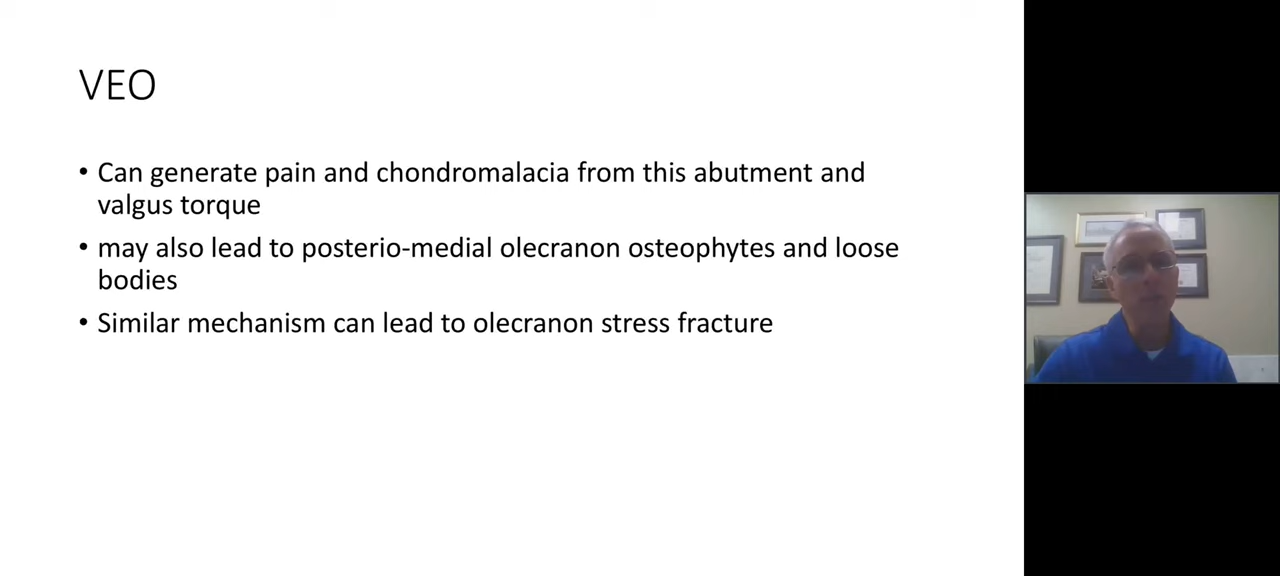 VEO
• Can generate pain and chondromalacia from this abutment and
valgus torque
• may also lead to posterio-medial olecranon osteophytes and loose
bodies
• Similar mechanism can lead to olecranon stress fracture